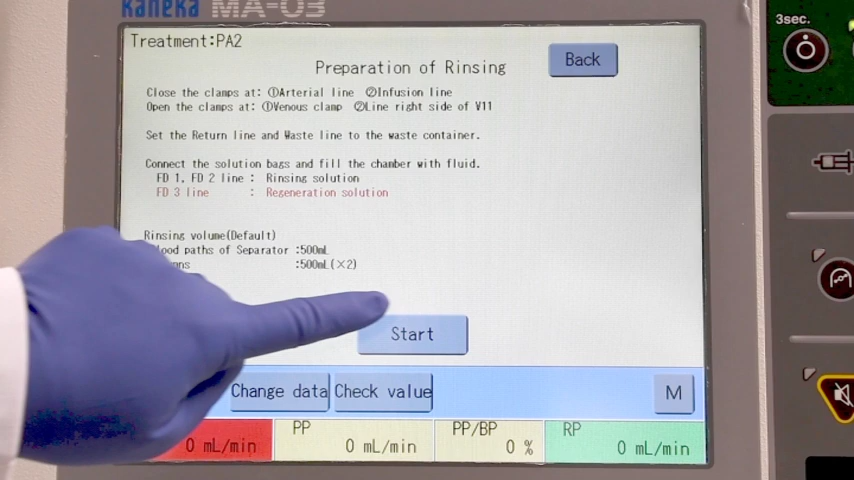 kaneka MA-03
3sec.
Treatment:PA2
Preparation of Rinsing
Back
Close the clamps at: ①Arterial line ②Infusion line
Open the clamps at: ①Venous clamp ②Line right side of V11
Set the Return line and Waste line to the waste container.
Connect the solution bags and fill the chamber with fluid.
FD 1, FD 2 line : Rinsing solution
FD 3 line : Regeneration solution
Rinsing volume(Default)
paths of Separator :500mL
:500mL(×2)
Start
Change data Check value M
PP PP/BP RP
0 mL/min 0 mL/min 0 % 0 mL/min